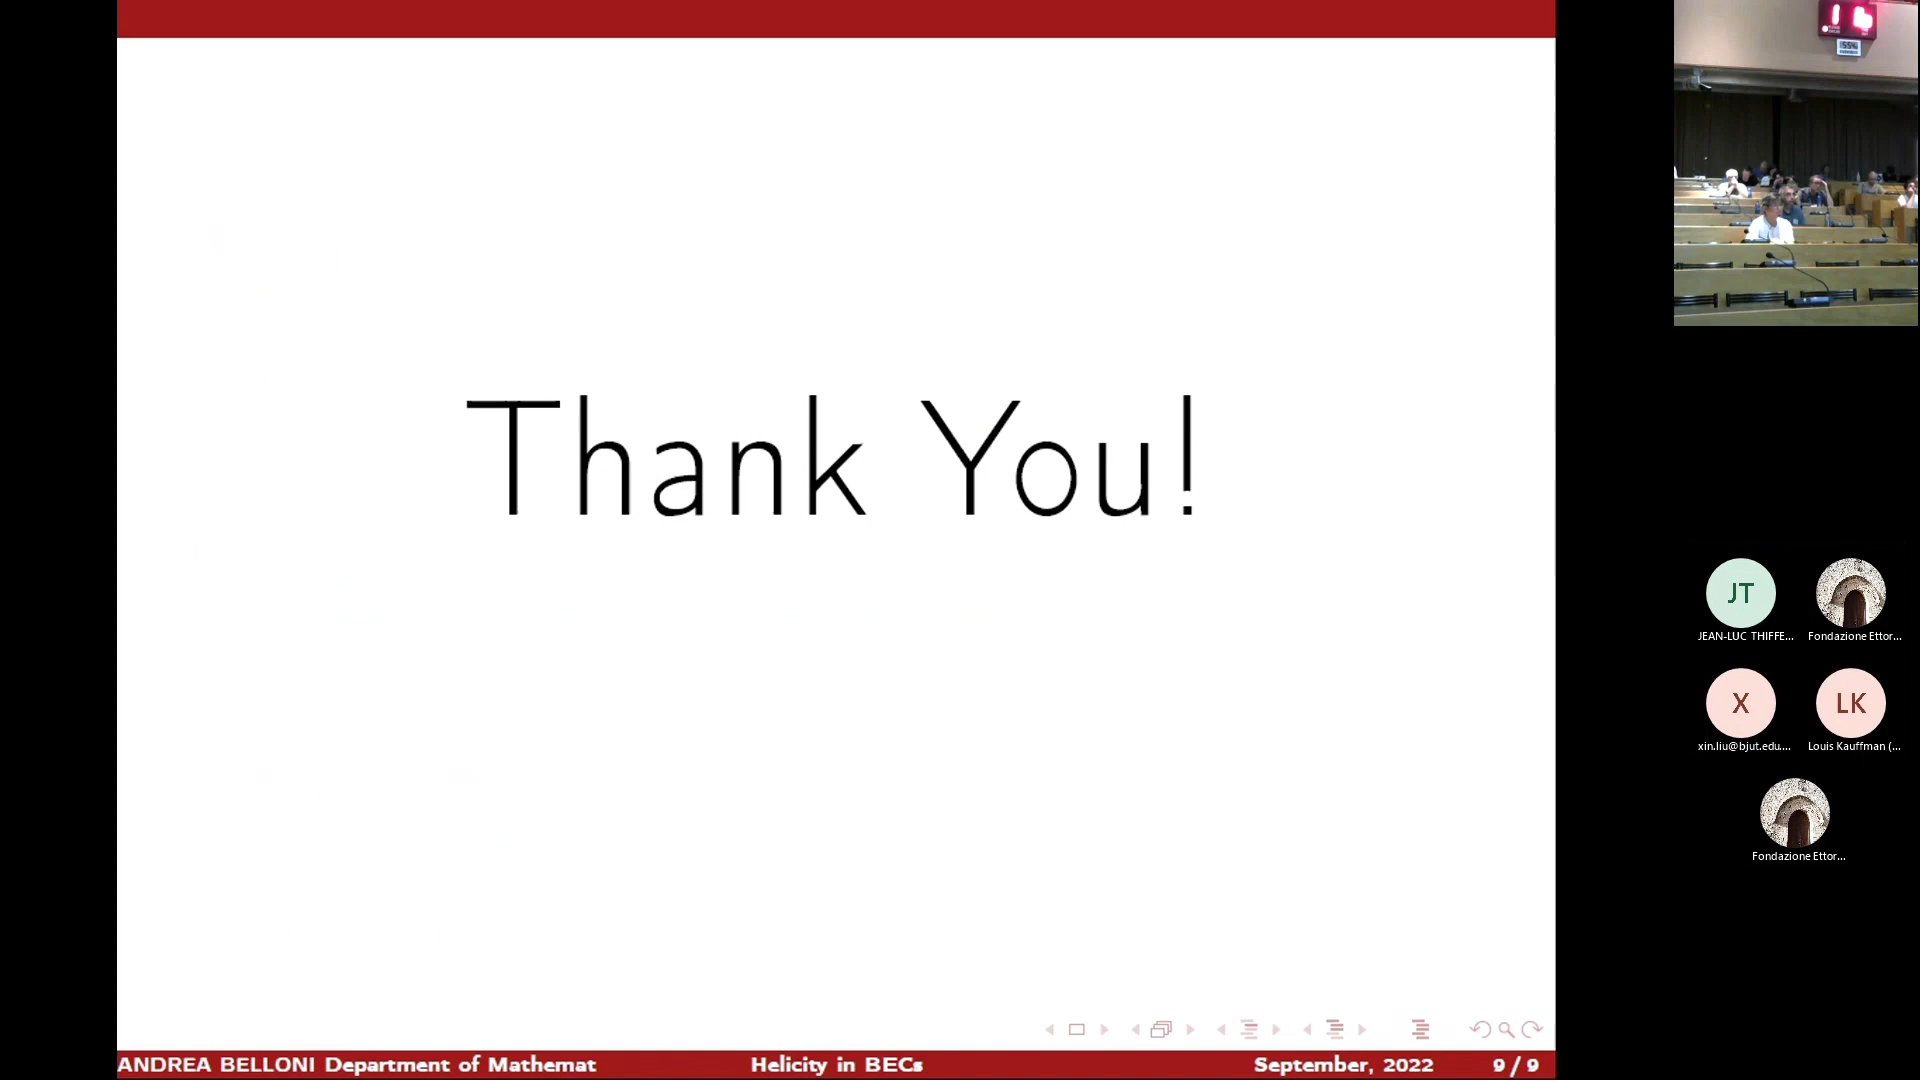 Thank You!
ANDREA BELLONI Department of Mathemat Helicity in BECs September, 2022 9 / 9
JT
JEAN-LUC THIFFE...
Fondazione Ettor...
X
LK
xin.liu@bjut.edu....
Louis Kauffman (...
Fondazione Ettor...